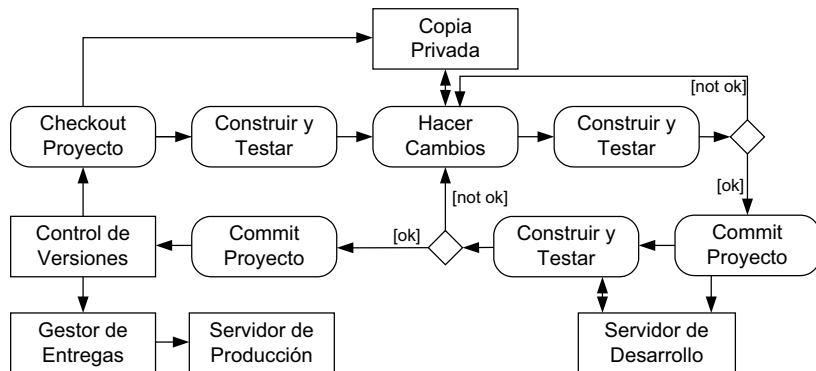 Copia
Privada
[not ok]
Checkout
Proyecto
Construir y
Testar
Hacer
Cambios
Construir y
Testar
[ok]
[not ok]
Control de
Versiones
Commit
Proyecto
[ok]
Construir y
Testar
Commit
Proyecto
Gestor de
Entregas
Servidor de
Producción
Servidor de
Desarrollo